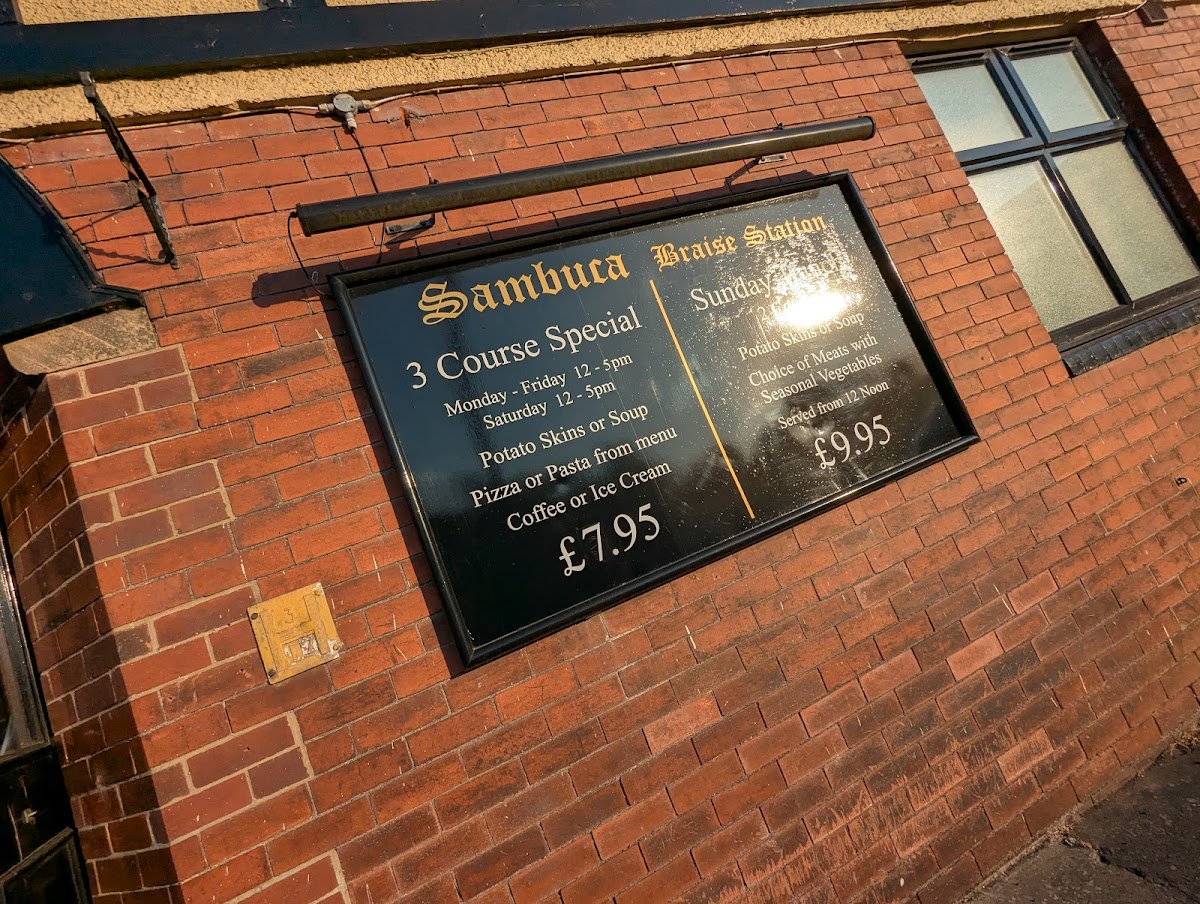 Sambuca
3 Course Special
Monday - Friday 12 - 5pm
Saturday 12 - 5pm
Potato Skins or Soup
Pizza or Pasta from menu
Coffee or Ice Cream
£7.95
Braise Station
Sunday
Potato Skins or Soup
Choice of Meats with
Seasonal Vegetables
Served from 12 Noon
£9.95
3